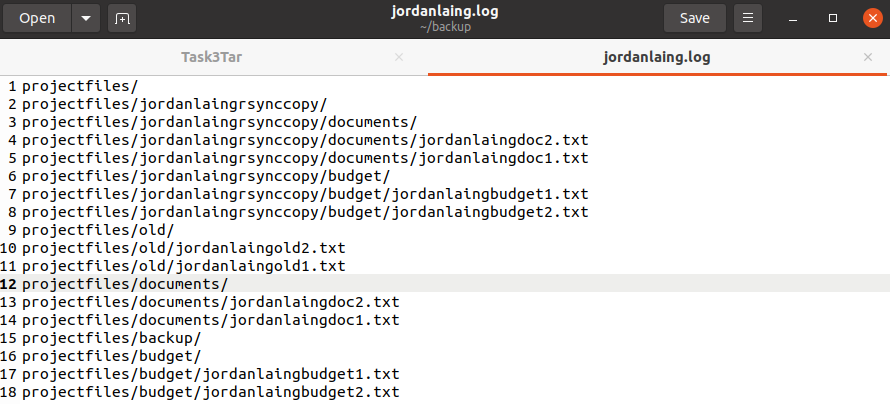 Open
jordanlaing.log
~/backup
Save
Task3Tar
jordanlaing.log
1 projectfiles/
2 projectfiles/jordanlaingrsynccopy/
3 projectfiles/jordanlaingrsynccopy/documents/
4 projectfiles/jordanlaingrsynccopy/documents/jordanlaingdoc2.txt
5 projectfiles/jordanlaingrsynccopy/documents/jordanlaingdoc1.txt
6 projectfiles/jordanlaingrsynccopy/budget/
7 projectfiles/jordanlaingrsynccopy/budget/jordanlaingbudget1.txt
8 projectfiles/jordanlaingrsynccopy/budget/jordanlaingbudget2.txt
9 projectfiles/old/
10 projectfiles/old/jordanlaingold2.txt
11 projectfiles/old/jordanlaingold1.txt
12 projectfiles/documents/
13 projectfiles/documents/jordanlaingdoc2.txt
14 projectfiles/documents/jordanlaingdoc1.txt
15 projectfiles/backup/
16 projectfiles/budget/
17 projectfiles/budget/jordanlaingbudget1.txt
18 projectfiles/budget/jordanlaingbudget2.txt